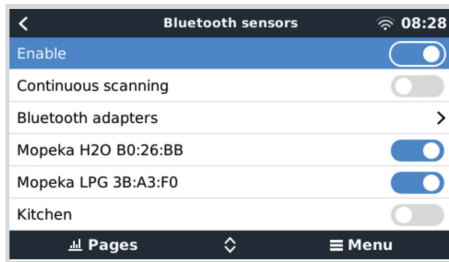 Bluetooth sensors 08:28
Enable
Continuous scanning
Bluetooth adapters
Mopeka H2O B0:26:BB
Mopeka LPG 3B:A3:F0
Kitchen
Pages Menu